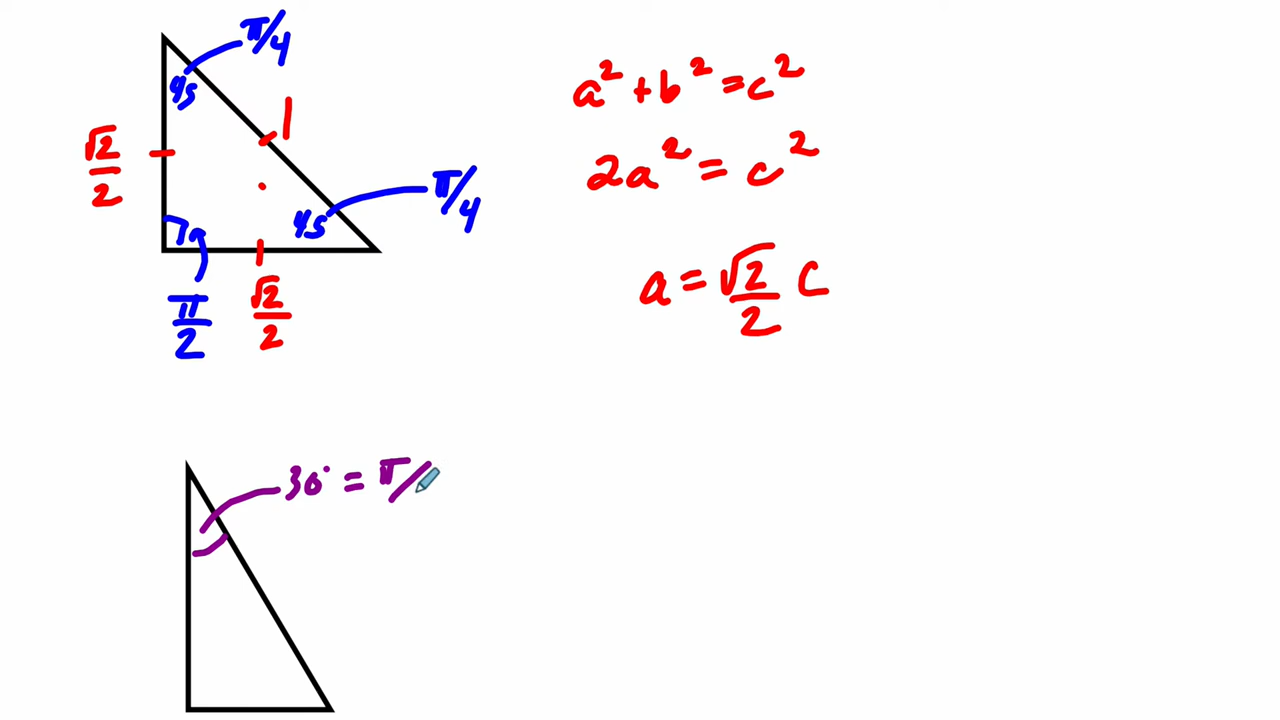 π/4
45
1
√2/2
45
π/4
π/2
√2/2
a² + b² = c²
2a² = c²
a = √2/2 c
30° = π/